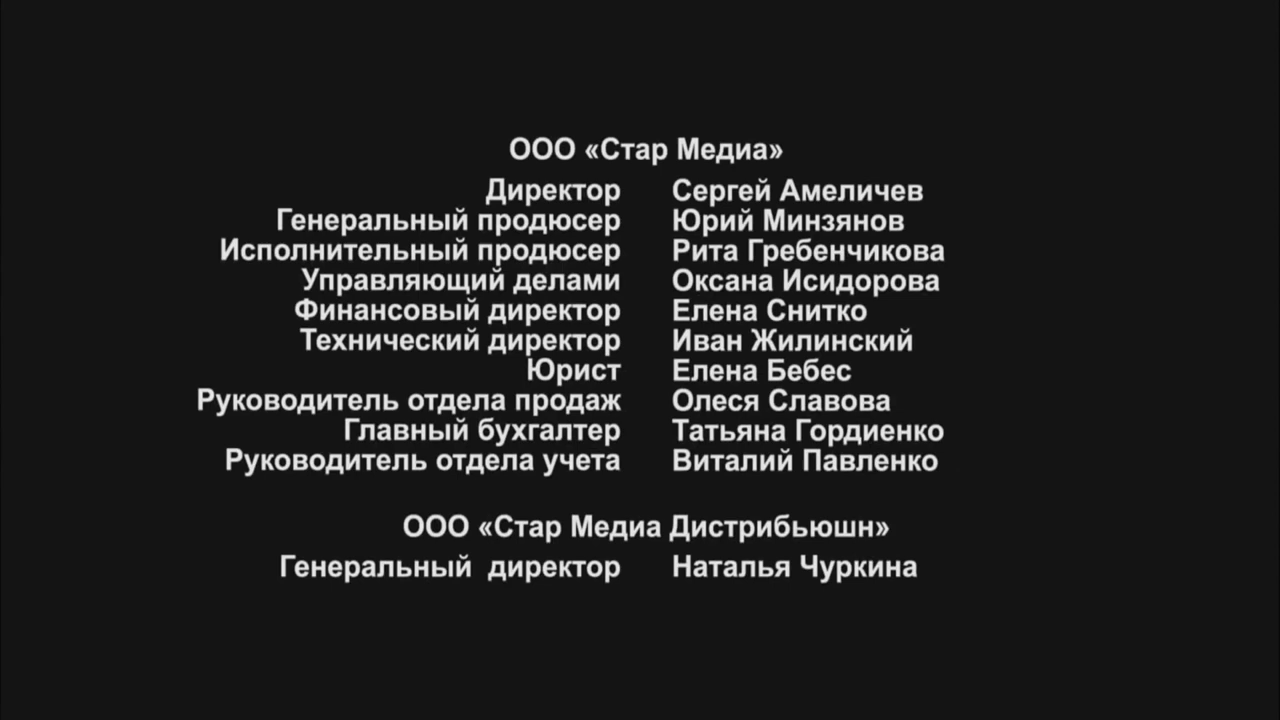 ООО «Стар Медиа»
Директор Сергей Амеличев
Генеральный продюсер Юрий Минзянов
Исполнительный продюсер Рита Гребенчикова
Управляющий делами Оксана Исидорова
Финансовый директор Елена Снитко
Технический директор Иван Жилинский
Юрист Елена Бебес
Руководитель отдела продаж Олеся Славова
Главный бухгалтер Татьяна Гордиенко
Руководитель отдела учета Виталий Павленко
ООО «Стар Медиа Дистрибьюшн»
Генеральный директор Наталья Чуркина